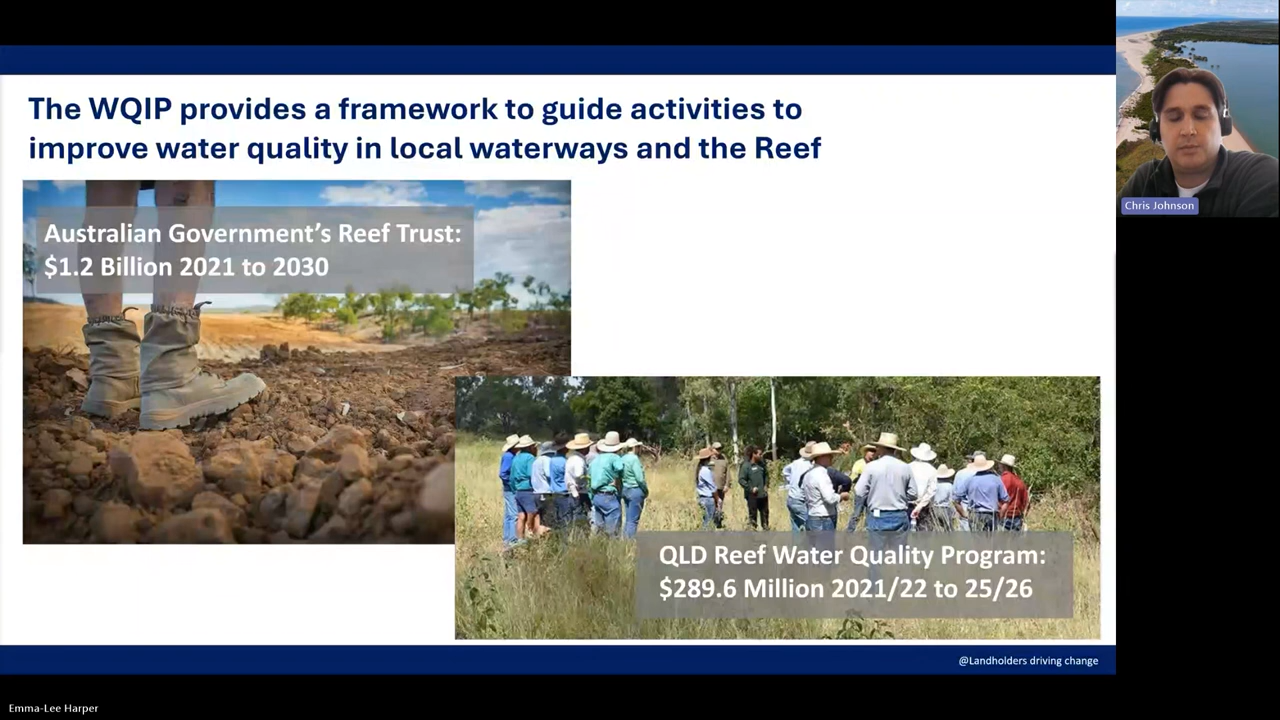 The WQIP provides a framework to guide activities to
improve water quality in local waterways and the Reef
Australian Government's Reef Trust:
$1.2 Billion 2021 to 2030
QLD Reef Water Quality Program:
$289.6 Million 2021/22 to 25/26
@Landholders driving change
Chris Johnson
Emma-Lee Harper